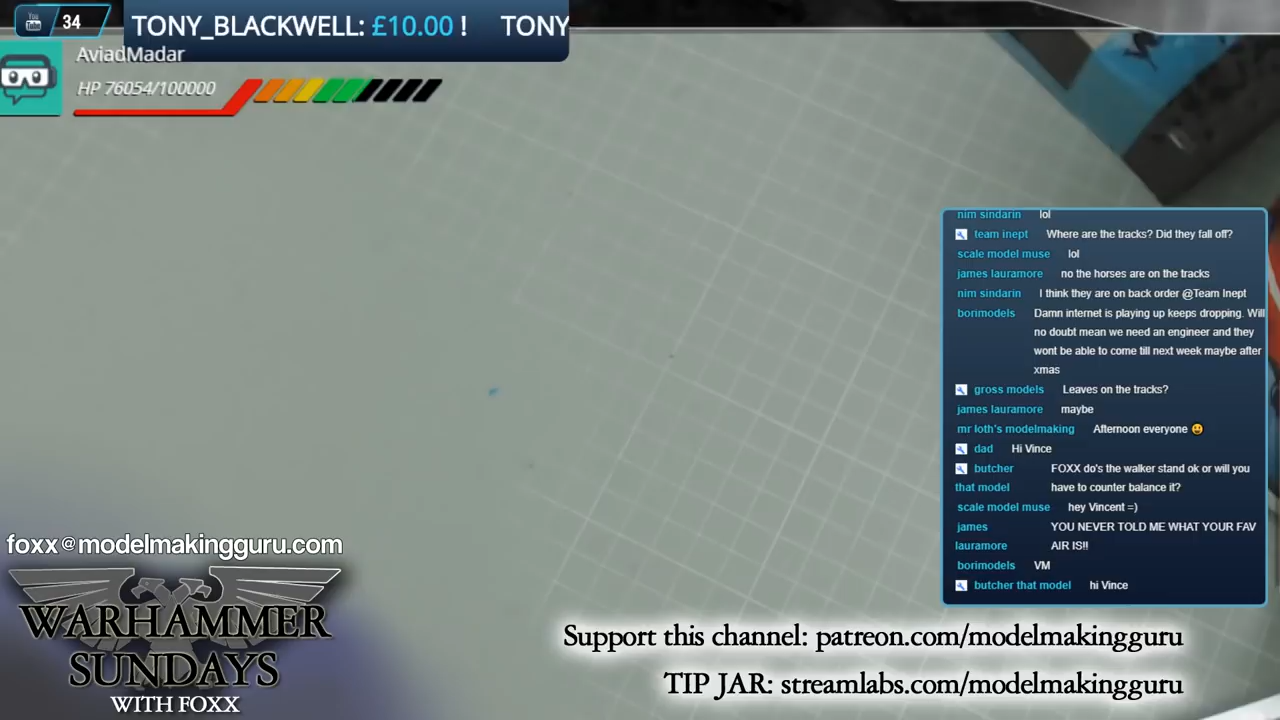 34
TONY_BLACKWELL: £10.00 ! TONY
AviadMadar
HP 76054/100000
nim sindarin lol
team inept Where are the tracks? Did they fall off?
scale model muse lol
james lauramore no the horses are on the tracks
nim sindarin I think they are on back order @Team Inept
borimodels Damn internet is playing up keeps dropping. Will
no doubt mean we need an engineer and they
wont be able to come till next week maybe after
xmas
gross models Leaves on the tracks?
james lauramore maybe
mr loth's modelmaking Afternoon everyone 😃
dad Hi Vince
butcher FOXX do's the walker stand ok or will you
that model have to counter balance it?
scale model muse hey Vincent =)
james YOU NEVER TOLD ME WHAT YOUR FAV
lauramore AIR IS!!
borimodels VM
butcher that model hi Vince
foxx@modelmakingguru.com
WARHAMMER
SUNDAYS
WITH FOXX
Support this channel: patreon.com/modelmakingguru
TIP JAR: streamlabs.com/modelmakingguru